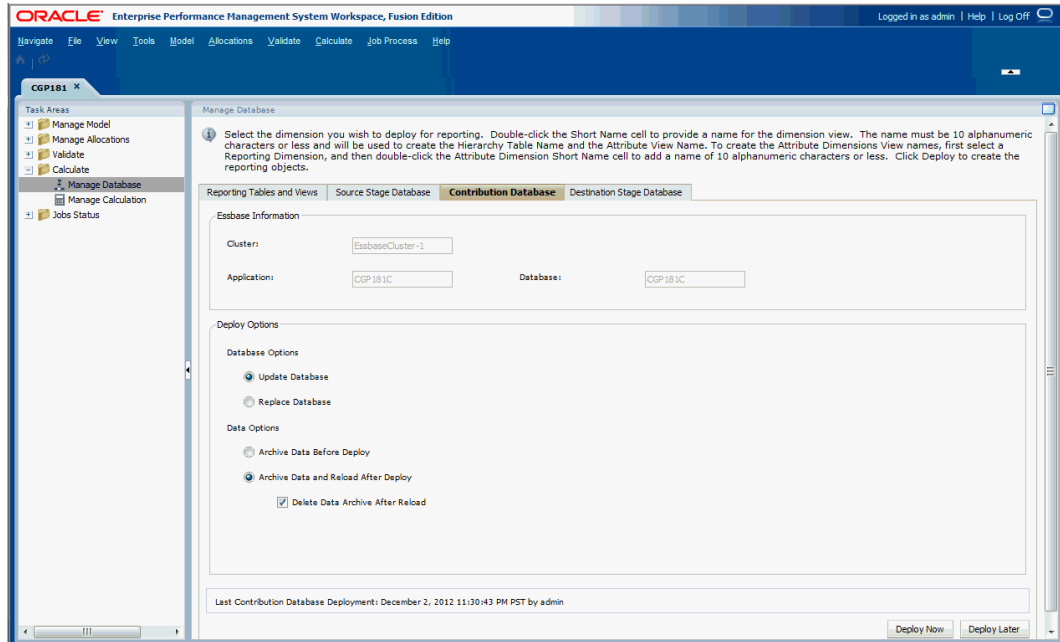 ORACLE Enterprise Performance Management System Workspace, Fusion Edition
Logged in as admin | Help | Log Off
Navigate File View Tools Model Allocations Validate Calculate Job Process Help
CGP181 ×
Task Areas
Manage Model
Manage Allocations
Validate
Calculate
Manage Database
Manage Calculation
Jobs Status
Manage Database
Select the dimension you wish to deploy for reporting. Double-click the Short Name cell to provide a name for the dimension view. The name must be 10 alphanumeric
characters or less and will be used to create the Hierarchy Table Name and the Attribute View Name. To create the Attribute Dimensions View names, first select a
Reporting Dimension, and then double-click the Attribute Dimension Short Name cell to add a name of 10 alphanumeric characters or less. Click Deploy to create the
reporting objects.
Reporting Tables and Views Source Stage Database Contribution Database Destination Stage Database
Essbase Information
Cluster: EssbaseCluster-1
Application: CGP181C Database: CGP181C
Deploy Options
Database Options
Update Database
Replace Database
Data Options
Archive Data Before Deploy
Archive Data and Reload After Deploy
Delete Data Archive After Reload
Last Contribution Database Deployment: December 2, 2012 11:30:43 PM PST by admin
Deploy Now Deploy Later